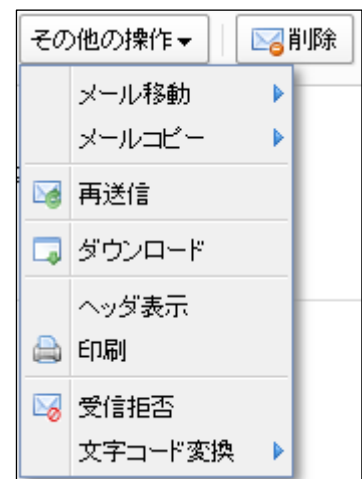 その他の操作▼ 削除
メール移動
メールコピー
再送信
ダウンロード
ヘッダ表示
印刷
受信拒否
文字コード変換